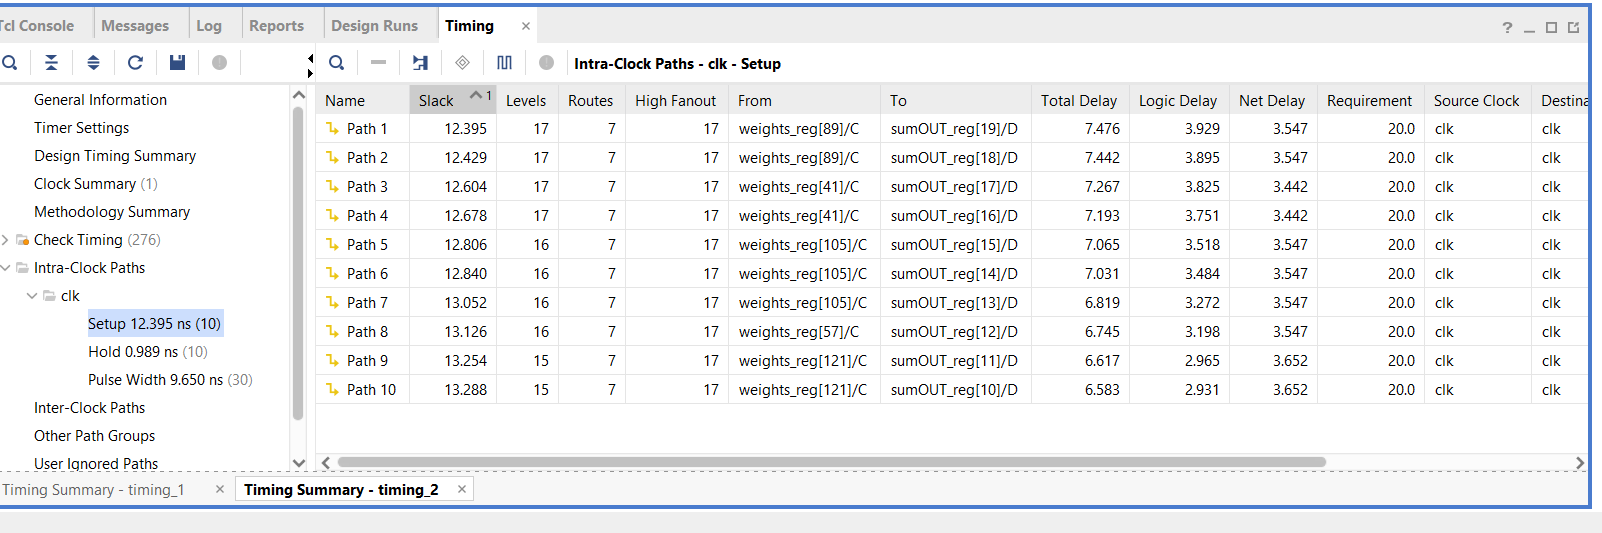 Tcl Console Messages Log Reports Design Runs Timing × ? _
Intra-Clock Paths - clk - Setup
General Information
Timer Settings
Design Timing Summary
Clock Summary (1)
Methodology Summary
Check Timing (276)
Intra-Clock Paths
clk
Setup 12.395 ns (10)
Hold 0.989 ns (10)
Pulse Width 9.650 ns (30)
Inter-Clock Paths
Other Path Groups
User Ignored Paths
Name Slack 1 Levels Routes High Fanout From To Total Delay Logic Delay Net Delay Requirement Source Clock Destina
Path 1 12.395 17 7 17 weights_reg[89]/C sumOUT_reg[19]/D 7.476 3.929 3.547 20.0 clk clk
Path 2 12.429 17 7 17 weights_reg[89]/C sumOUT_reg[18]/D 7.442 3.895 3.547 20.0 clk clk
Path 3 12.604 17 7 17 weights_reg[41]/C sumOUT_reg[17]/D 7.267 3.825 3.442 20.0 clk clk
Path 4 12.678 17 7 17 weights_reg[41]/C sumOUT_reg[16]/D 7.193 3.751 3.442 20.0 clk clk
Path 5 12.806 16 7 17 weights_reg[105]/C sumOUT_reg[15]/D 7.065 3.518 3.547 20.0 clk clk
Path 6 12.840 16 7 17 weights_reg[105]/C sumOUT_reg[14]/D 7.031 3.484 3.547 20.0 clk clk
Path 7 13.052 16 7 17 weights_reg[105]/C sumOUT_reg[13]/D 6.819 3.272 3.547 20.0 clk clk
Path 8 13.126 16 7 17 weights_reg[57]/C sumOUT_reg[12]/D 6.745 3.198 3.547 20.0 clk clk
Path 9 13.254 15 7 17 weights_reg[121]/C sumOUT_reg[11]/D 6.617 2.965 3.652 20.0 clk clk
Path 10 13.288 15 7 17 weights_reg[121]/C sumOUT_reg[10]/D 6.583 2.931 3.652 20.0 clk clk
Timing Summary - timing_1 × Timing Summary - timing_2 ×